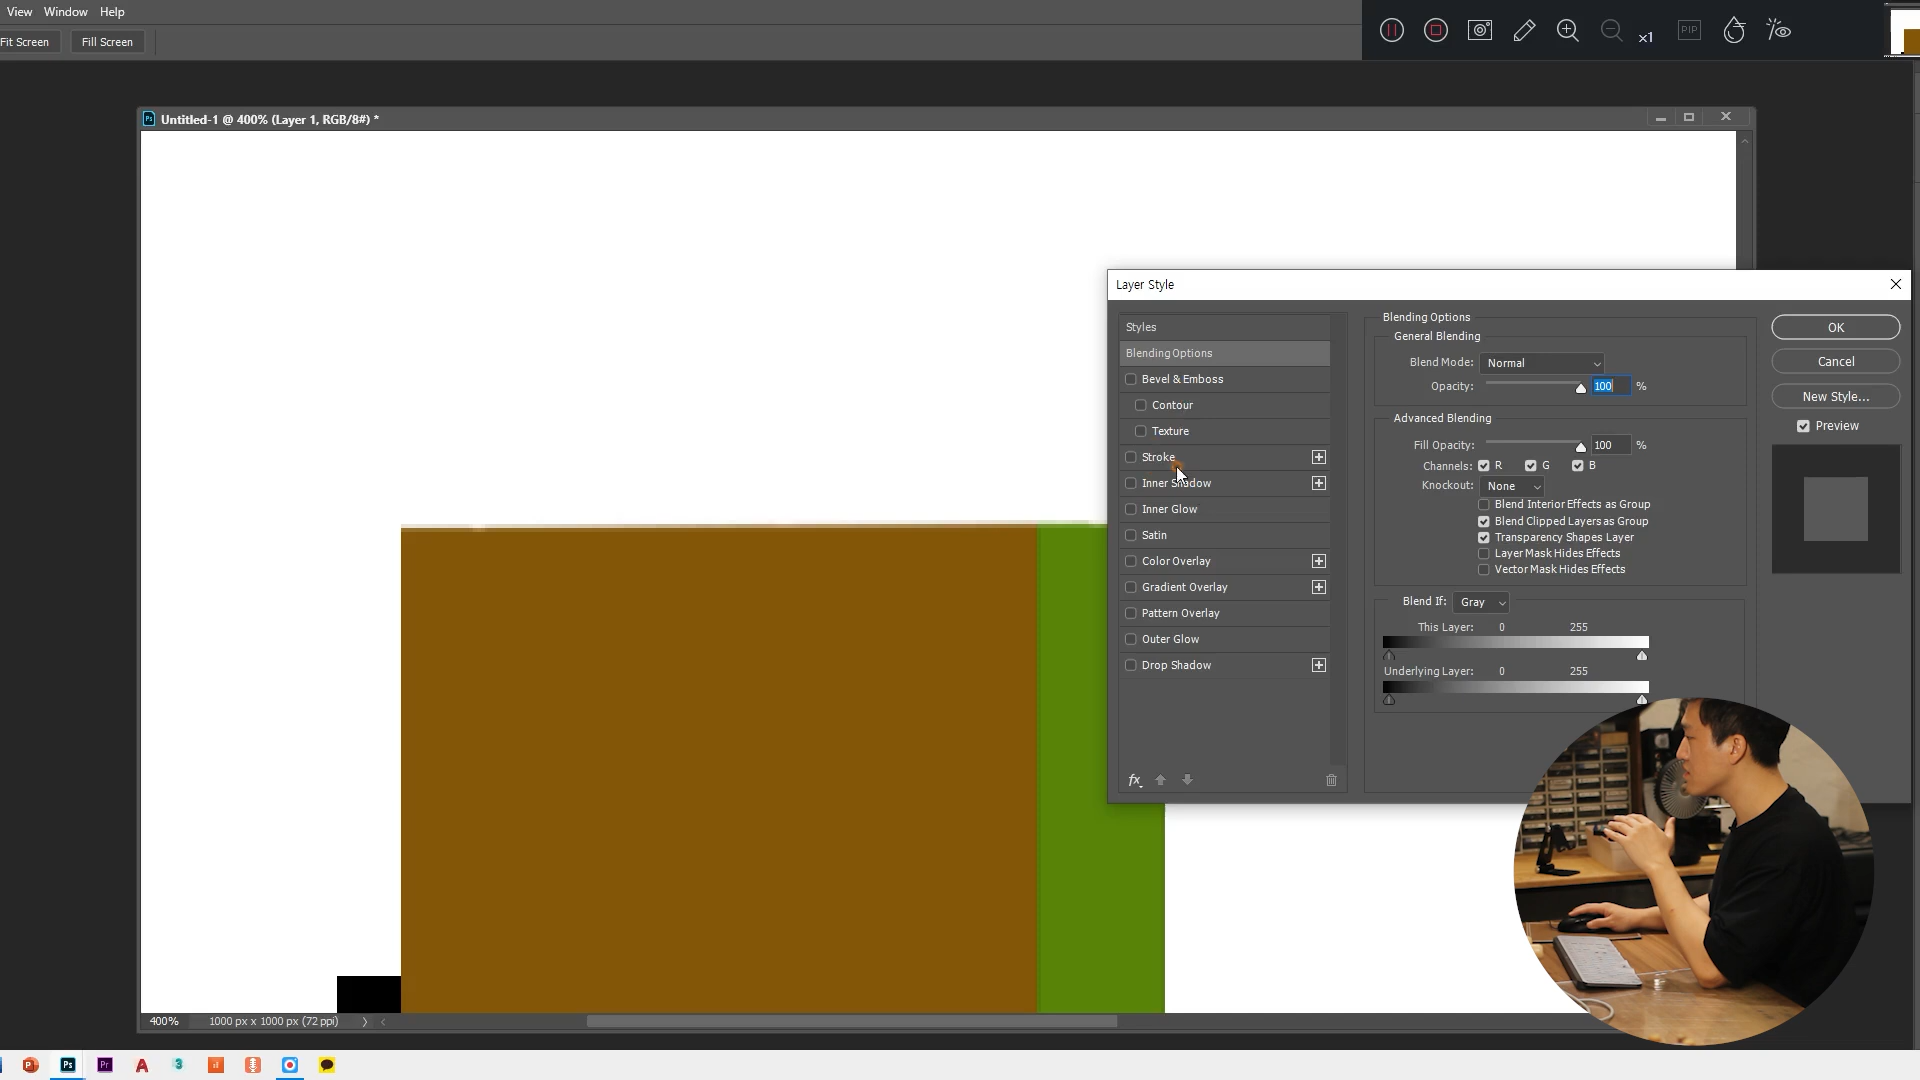 View Window Help
Fit Screen Fill Screen
x1 PIP
Untitled-1 @ 400% (Layer 1, RGB/8#) *
Layer Style
Styles
Blending Options
Bevel & Emboss
Contour
Texture
Stroke
Inner Shadow
Inner Glow
Satin
Color Overlay
Gradient Overlay
Pattern Overlay
Outer Glow
Drop Shadow
fx
Blending Options
General Blending
Blend Mode: Normal
Opacity: 100 %
Advanced Blending
Fill Opacity: 100 %
Channels: R G B
Knockout: None
Blend Interior Effects as Group
Blend Clipped Layers as Group
Transparency Shapes Layer
Layer Mask Hides Effects
Vector Mask Hides Effects
Blend If: Gray
This Layer: 0 255
Underlying Layer: 0 255
OK
Cancel
New Style...
Preview
400% 1000 px x 1000 px (72 ppi)
Ps Pr A 3